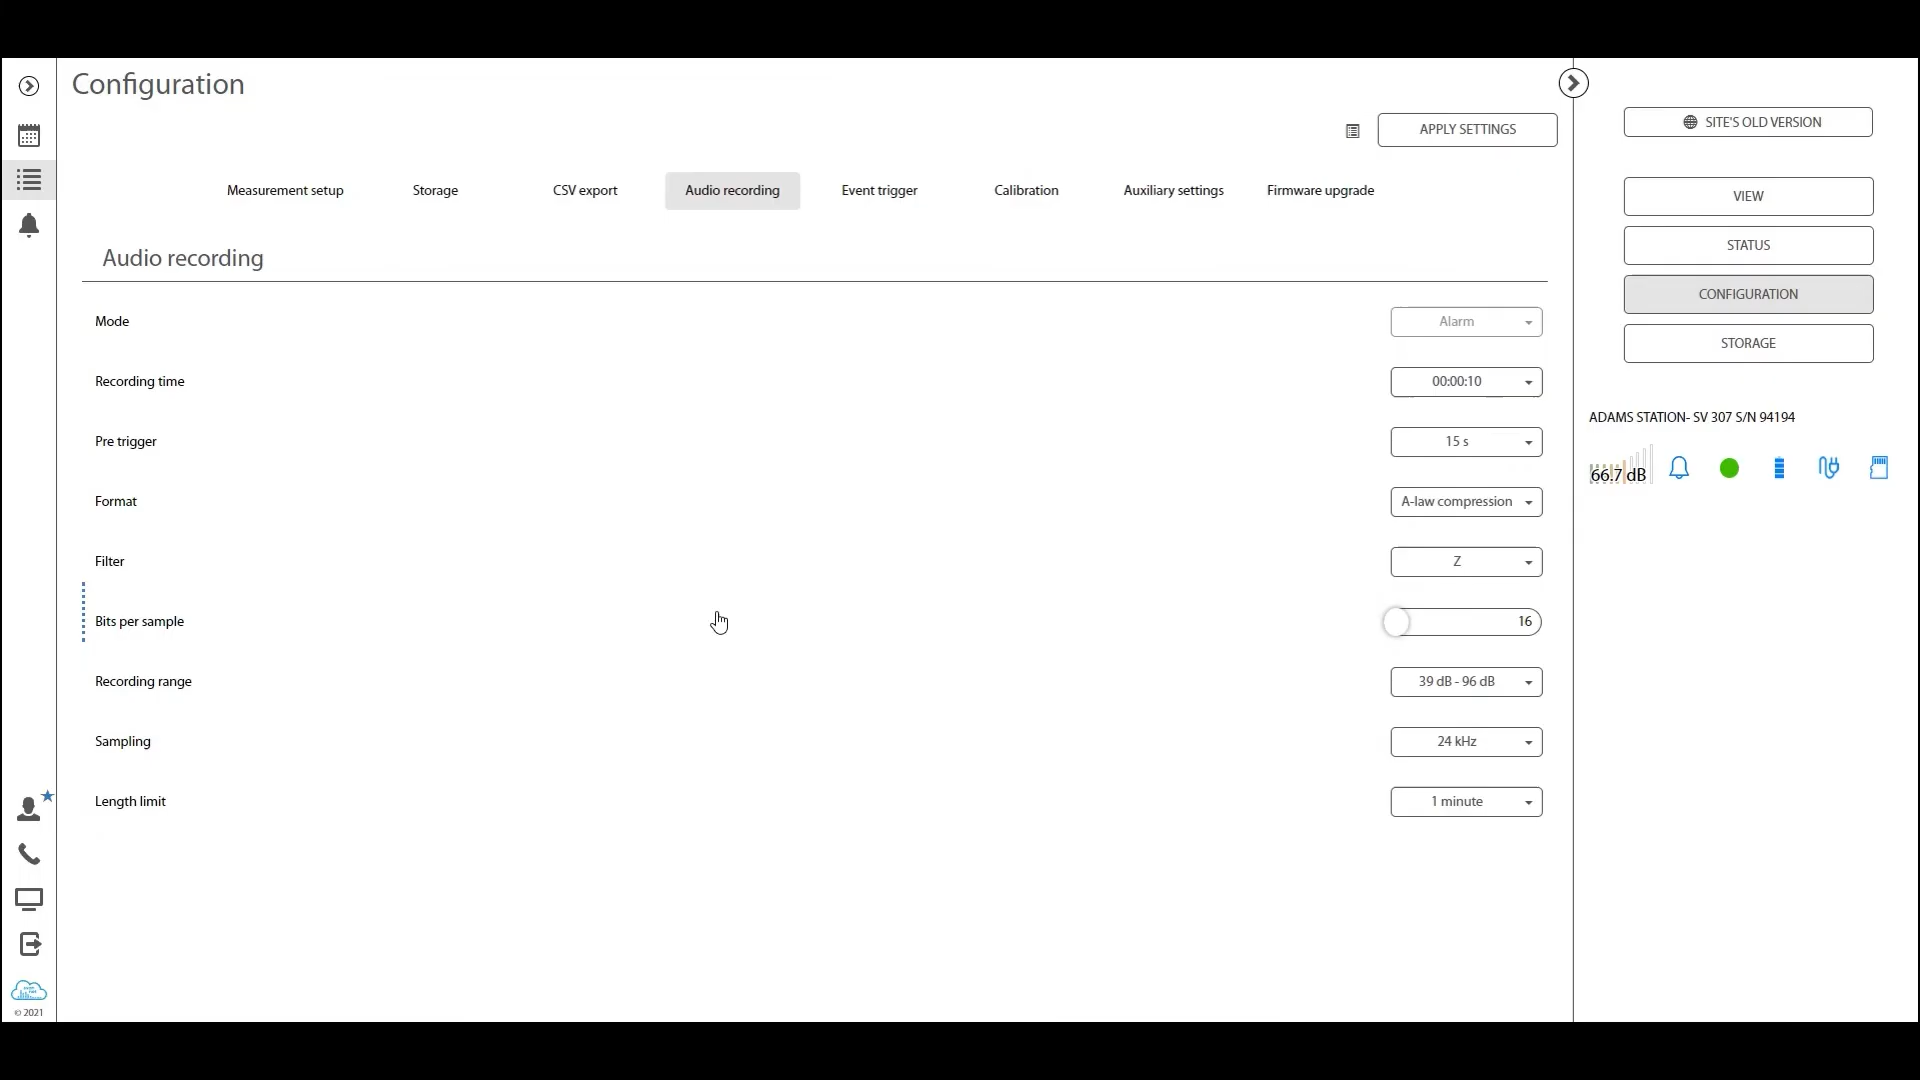 Configuration
APPLY SETTINGS
SITE'S OLD VERSION
Measurement setup Storage CSV export Audio recording Event trigger Calibration Auxiliary settings Firmware upgrade
VIEW
STATUS
CONFIGURATION
STORAGE
Audio recording
Mode Alarm
Recording time 00:00:10
Pre trigger 15 s
Format A-law compression
Filter Z
Bits per sample 16
Recording range 39 dB - 96 dB
Sampling 24 kHz
Length limit 1 minute
ADAMS STATION- SV 307 S/N 94194
66.7 dB
© 2021